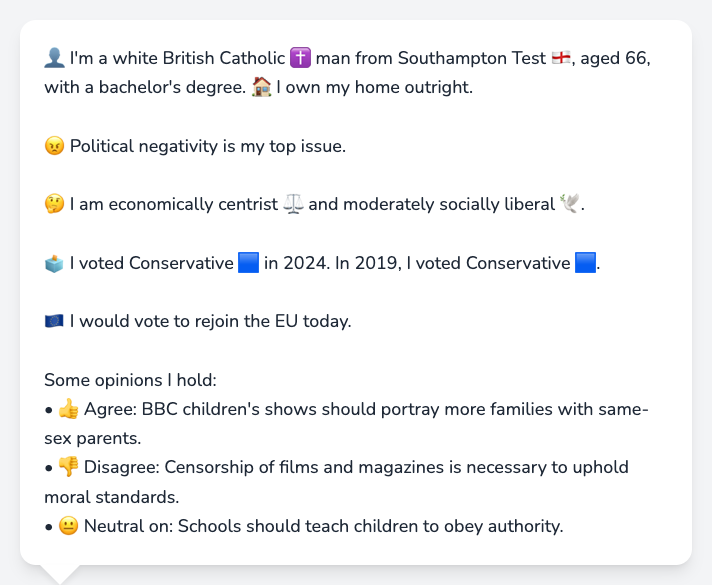 👤 I'm a white British Catholic ✝️ man from Southampton Test 🏴󠁧󠁢󠁥󠁮󠁧󠁿, aged 66,
with a bachelor's degree. 🏠 I own my home outright.
😠 Political negativity is my top issue.
🤔 I am economically centrist ⚖️ and moderately socially liberal 🕊️.
🗳️ I voted Conservative 🟦 in 2024. In 2019, I voted Conservative 🟦.
🇪🇺 I would vote to rejoin the EU today.
Some opinions I hold:
• 👍 Agree: BBC children's shows should portray more families with same-
sex parents.
• 👎 Disagree: Censorship of films and magazines is necessary to uphold
moral standards.
• 😐 Neutral on: Schools should teach children to obey authority.